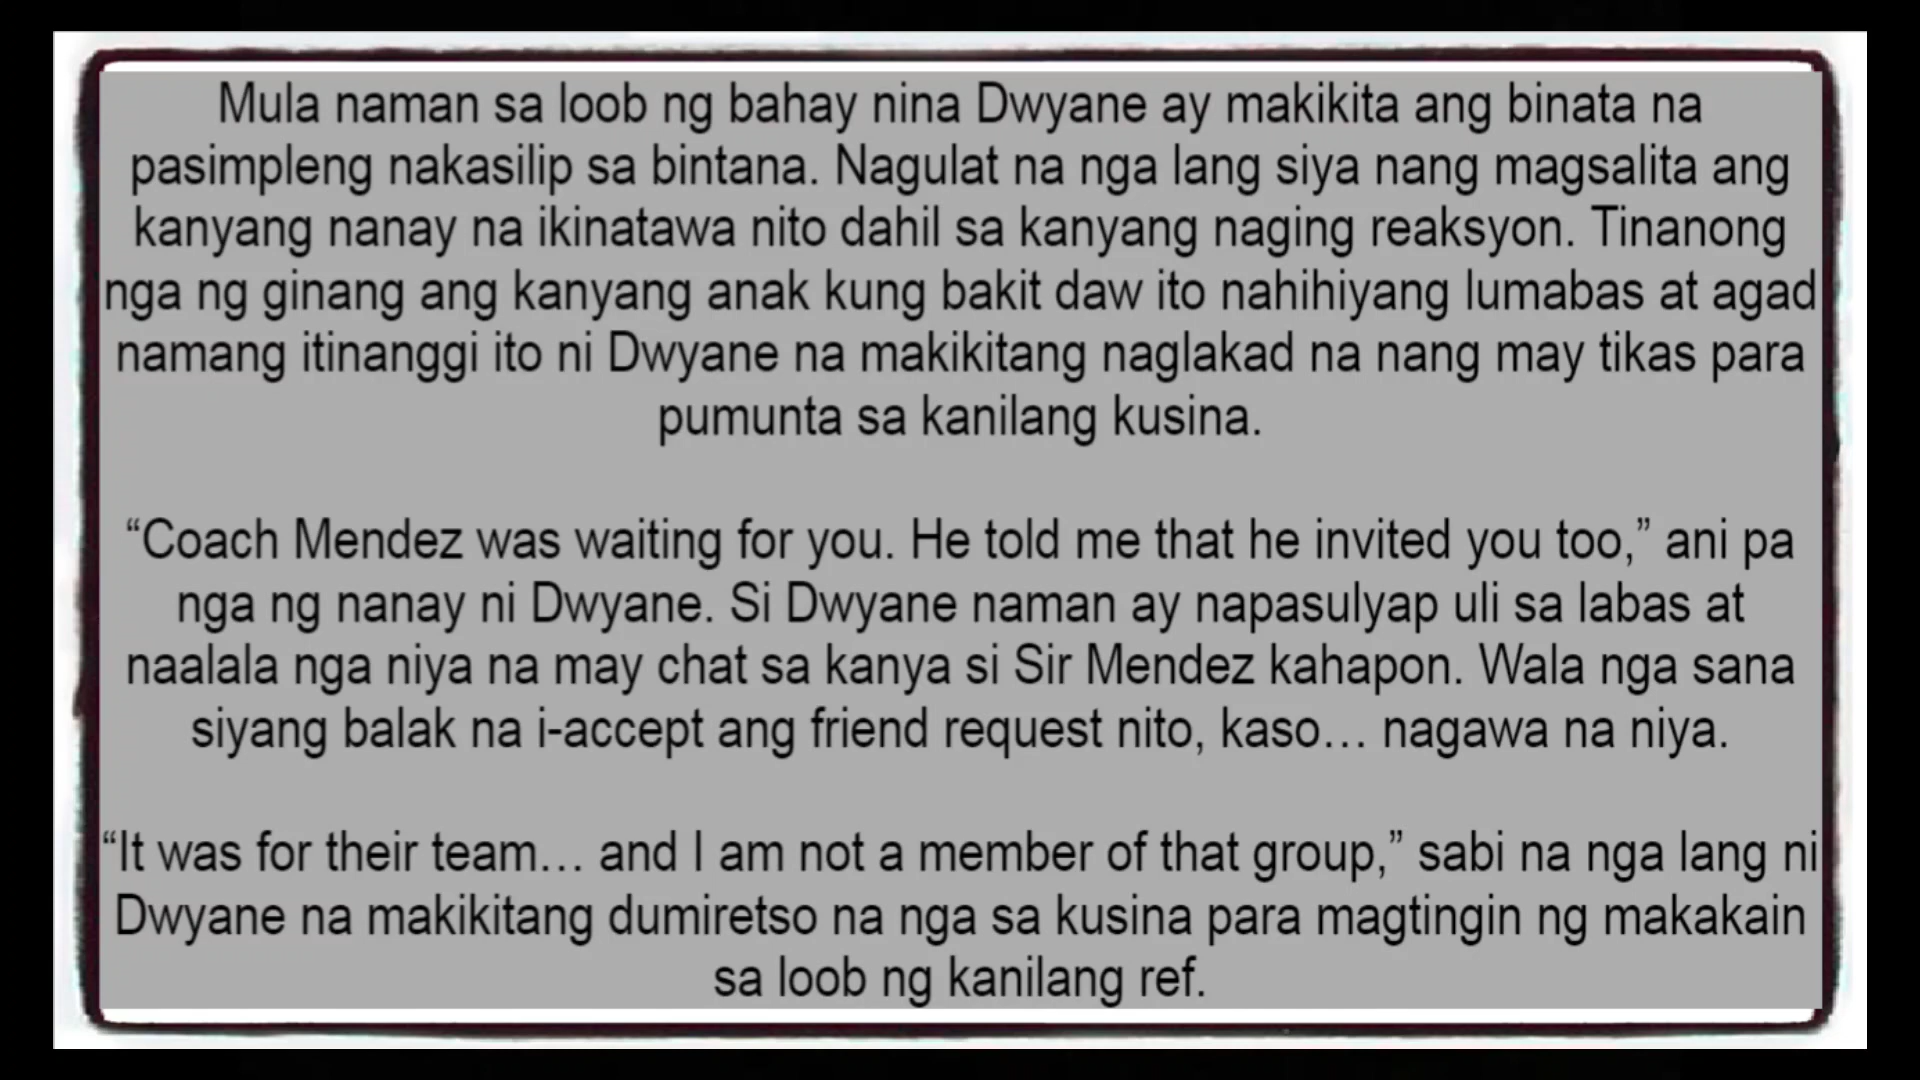 Mula naman sa loob ng bahay nina Dwyane ay makikita ang binata na
pasimpleng nakasilip sa bintana. Nagulat na nga lang siya nang magsalita ang
kanyang nanay na ikinatawa nito dahil sa kanyang naging reaksyon. Tinanong
nga ng ginang ang kanyang anak kung bakit daw ito nahihiyang lumabas at agad
namang itinanggi ito ni Dwyane na makikitang naglakad na nang may tikas para
pumunta sa kanilang kusina.
“Coach Mendez was waiting for you. He told me that he invited you too,” ani pa
nga ng nanay ni Dwyane. Si Dwyane naman ay napasulyap uli sa labas at
naalala nga niya na may chat sa kanya si Sir Mendez kahapon. Wala nga sana
siyang balak na i-accept ang friend request nito, kaso… nagawa na niya.
“It was for their team… and I am not a member of that group,” sabi na nga lang ni
Dwyane na makikitang dumiretso na nga sa kusina para magtingin ng makakain
sa loob ng kanilang ref.